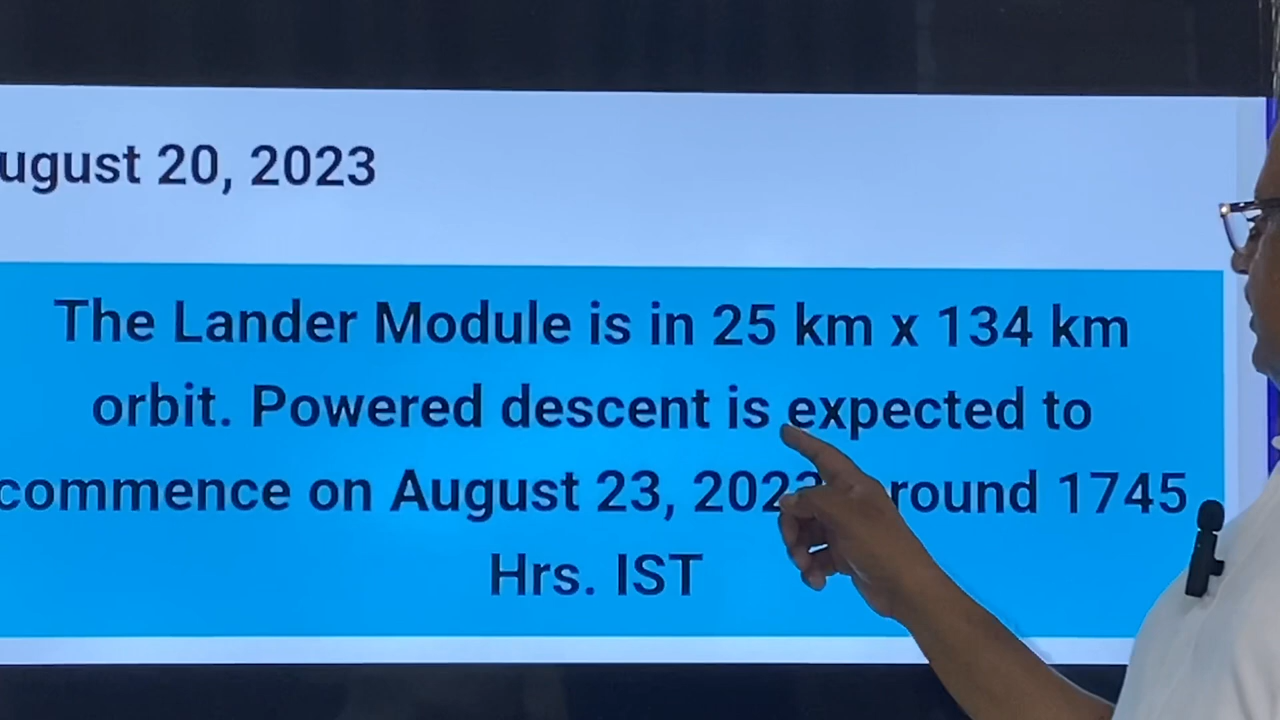 ugust 20, 2023
The Lander Module is in 25 km x 134 km
orbit. Powered descent is expected to
commence on August 23, 2023 round 1745
Hrs. IST